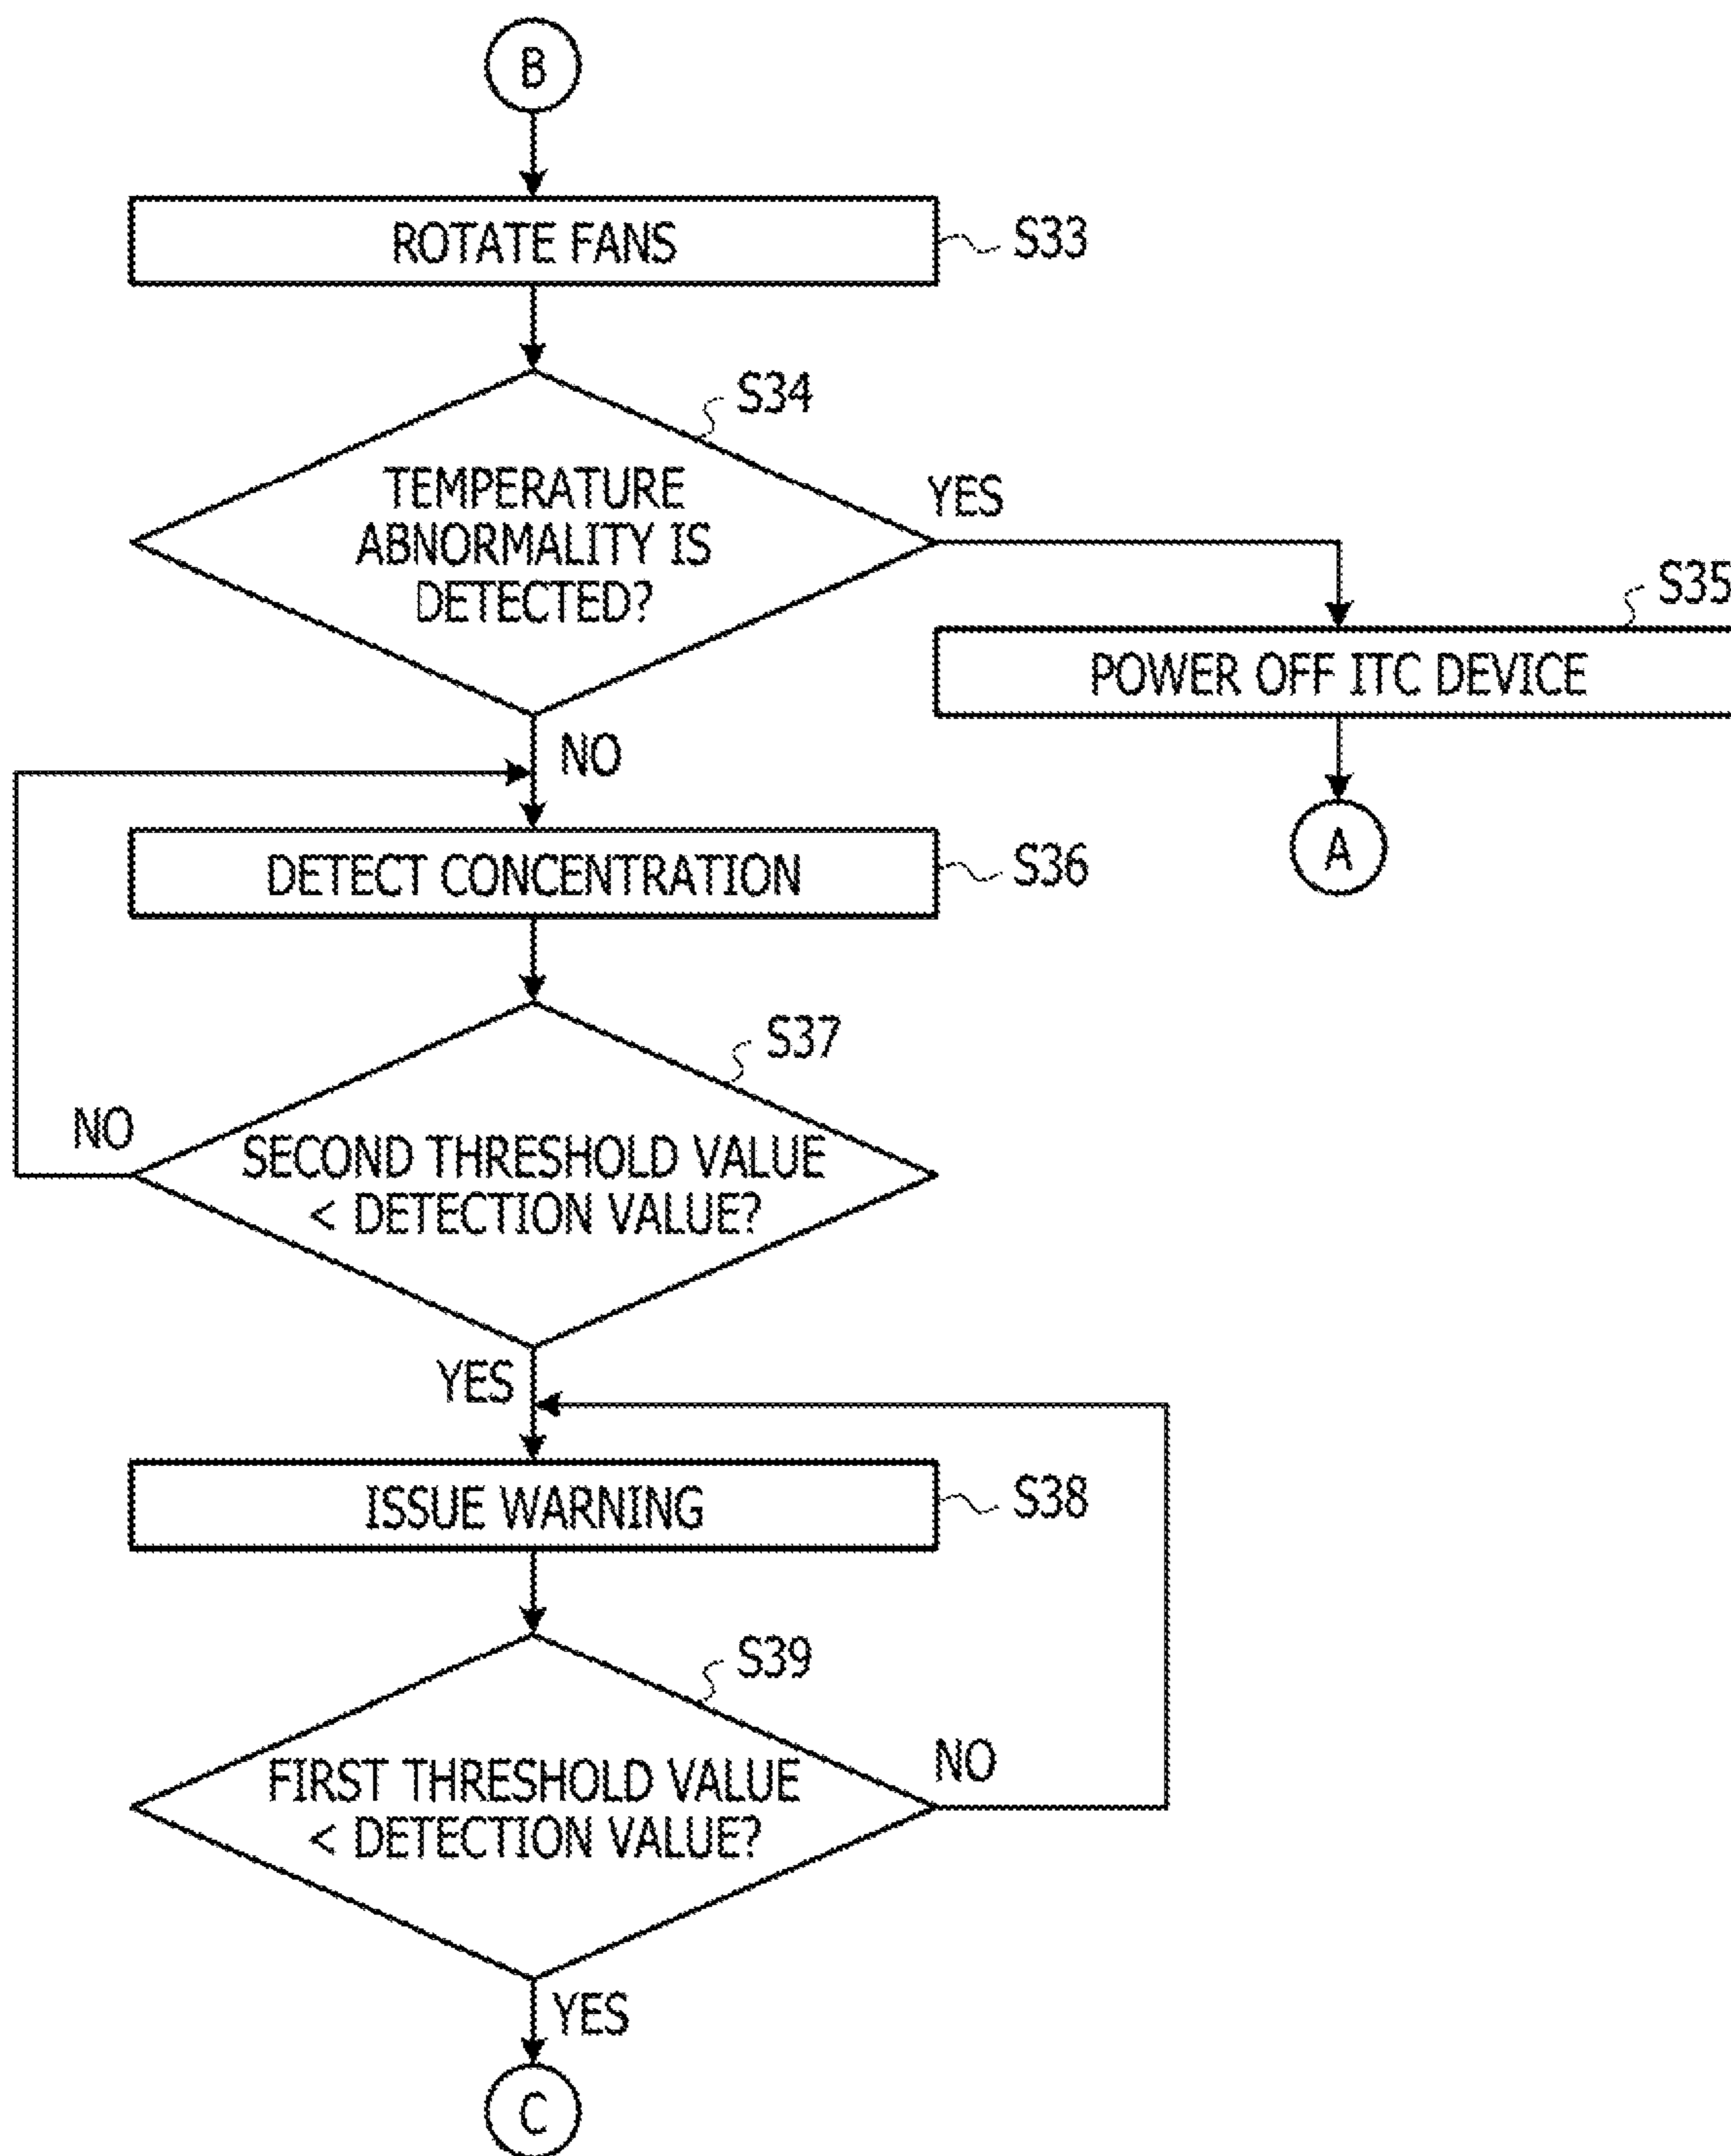 B
ROTATE FANS
S33
S34
TEMPERATURE
ABNORMALITY IS
DETECTED?
YES
S35
POWER OFF ITC DEVICE
NO
A
DETECT CONCENTRATION
S36
S37
NO
SECOND THRESHOLD VALUE
< DETECTION VALUE?
YES
ISSUE WARNING
S38
S39
FIRST THRESHOLD VALUE
< DETECTION VALUE?
NO
YES
C